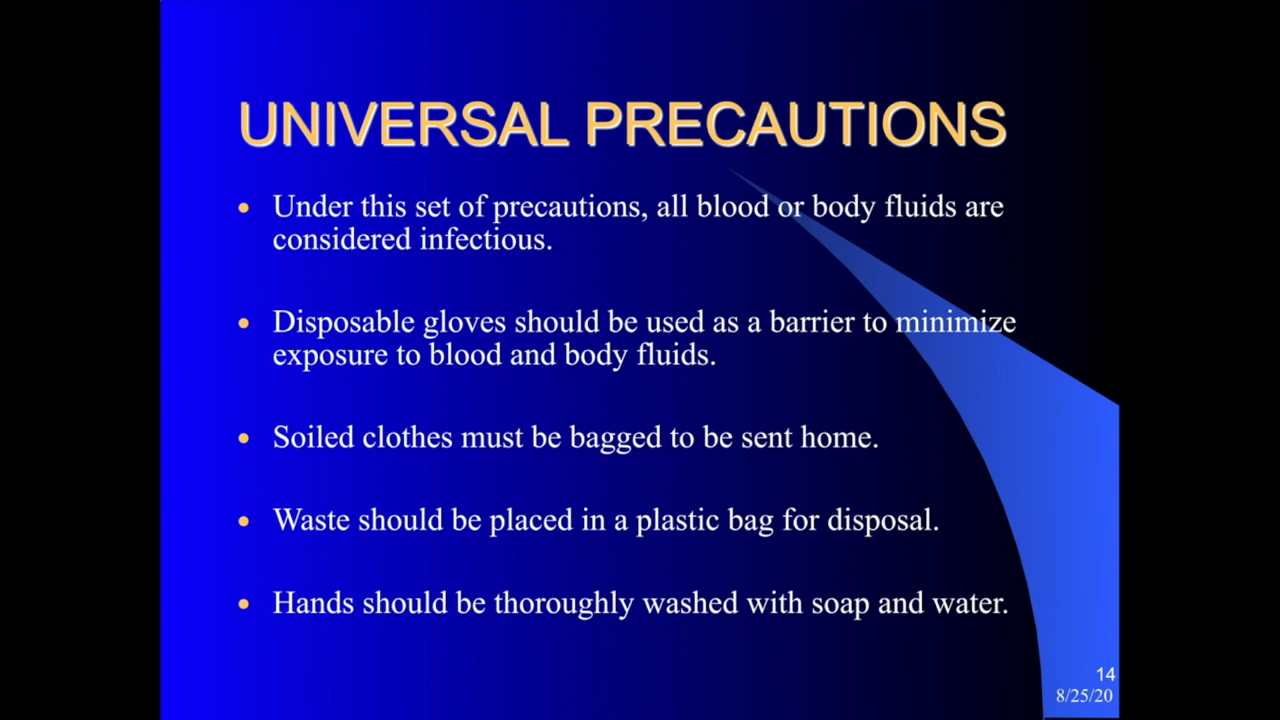 UNIVERSAL PRECAUTIONS
• Under this set of precautions, all blood or body fluids are
considered infectious.
• Disposable gloves should be used as a barrier to minimize
exposure to blood and body fluids.
• Soiled clothes must be bagged to be sent home.
• Waste should be placed in a plastic bag for disposal.
• Hands should be thoroughly washed with soap and water.
14
8/25/20